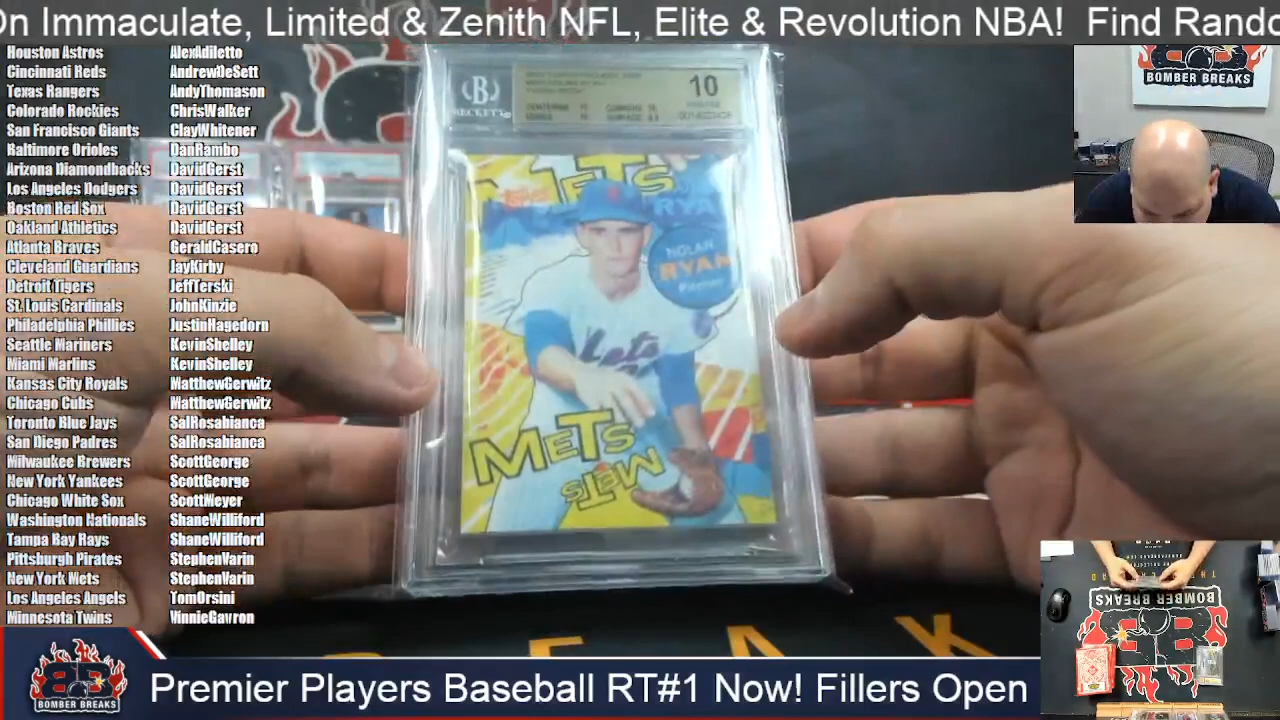 On Immaculate, Limited & Zenith NFL, Elite & Revolution NBA! Find Rando
Houston Astros AlexAdiletto
Cincinnati Reds AndrewDeSett
Texas Rangers AndyThomason
Colorado Rockies ChrisWalker
San Francisco Giants ClayWhitener
Baltimore Orioles DanRambo
Arizona Diamondbacks DavidGerst
Los Angeles Dodgers DavidGerst
Boston Red Sox DavidGerst
Oakland Athletics DavidGerst
Atlanta Braves GeraldCasero
Cleveland Guardians JayKirby
Detroit Tigers JeffTerski
St. Louis Cardinals JohnKinzie
Philadelphia Phillies JustinHagedorn
Seattle Mariners KevinShelley
Miami Marlins KevinShelley
Kansas City Royals MatthewGerwitz
Chicago Cubs MatthewGerwitz
Toronto Blue Jays SalRosabianca
San Diego Padres SalRosabianca
Milwaukee Brewers ScottGeorge
New York Yankees ScottGeorge
Chicago White Sox ScottMeyer
Washington Nationals ShaneWilliford
Tampa Bay Rays ShaneWilliford
Pittsburgh Pirates StephenVarin
New York Mets StephenVarin
Los Angeles Angels TomOrsini
Minnesota Twins VinnieGavron
BECKETT
10
METS
RYAN
NOLAN
RYAN
Pitcher
Mets
METS
METS
BOMBER BREAKS
BOMBER BREAKS
E A K
BOMBER BREAKS
Premier Players Baseball RT#1 Now! Fillers Open